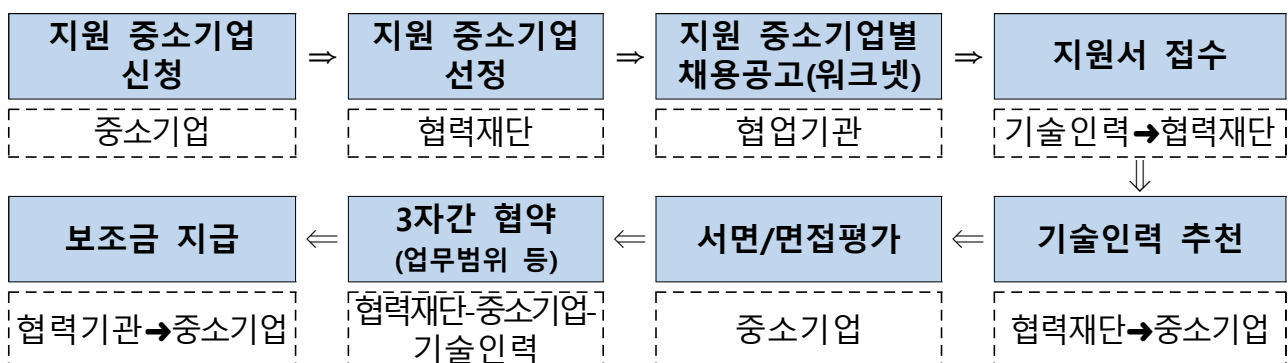 지원 중소기업
신청
⇒
지원 중소기업
선정
⇒
지원 중소기업별
채용공고(워크넷)
⇒
지원서 접수
중소기업
협력재단
협업기관
기술인력➜협력재단
⇓
보조금 지급
⇐
3자간 협약
(업무범위 등)
⇐
서면/면접평가
⇐
기술인력 추천
협력기관➜중소기업
협력재단-중소기업-
기술인력
중소기업
협력재단➜중소기업